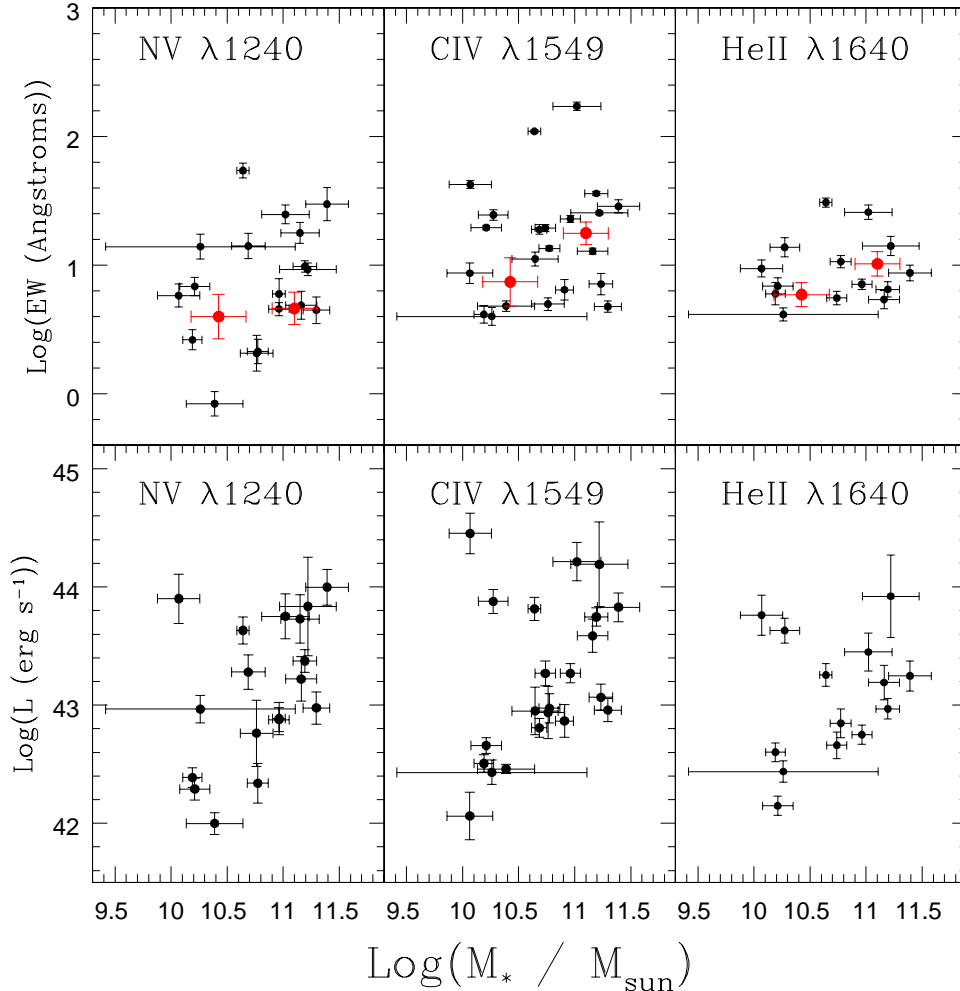 3
NV λ1240 CIV λ1549 HeII λ1640
2
1
0
Log(EW (Angstroms))
45
NV λ1240 CIV λ1549 HeII λ1640
44
43
42
Log(L (erg s⁻¹))
9.5 10 10.5 11 11.5 9.5 10 10.5 11 11.5 9.5 10 10.5 11 11.5
Log(M* / Msun)